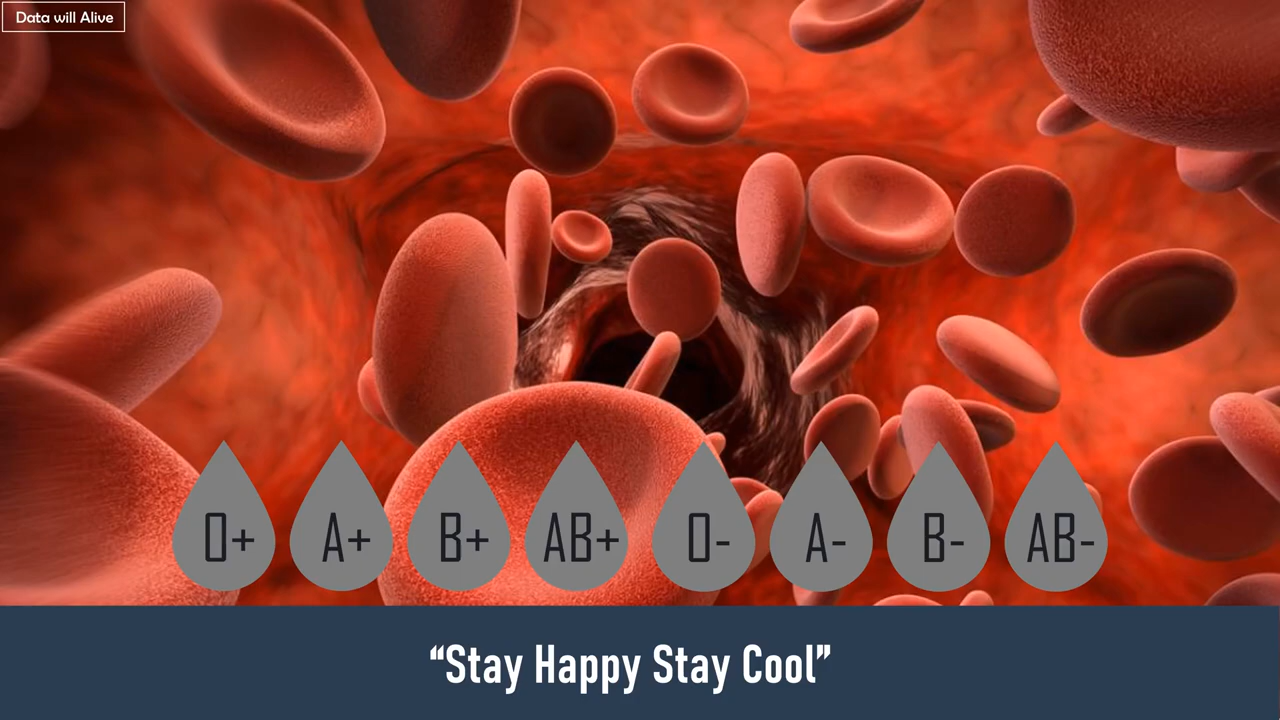 Data will Alive
O+ A+ B+ AB+ O- A- B- AB-
“Stay Happy Stay Cool”